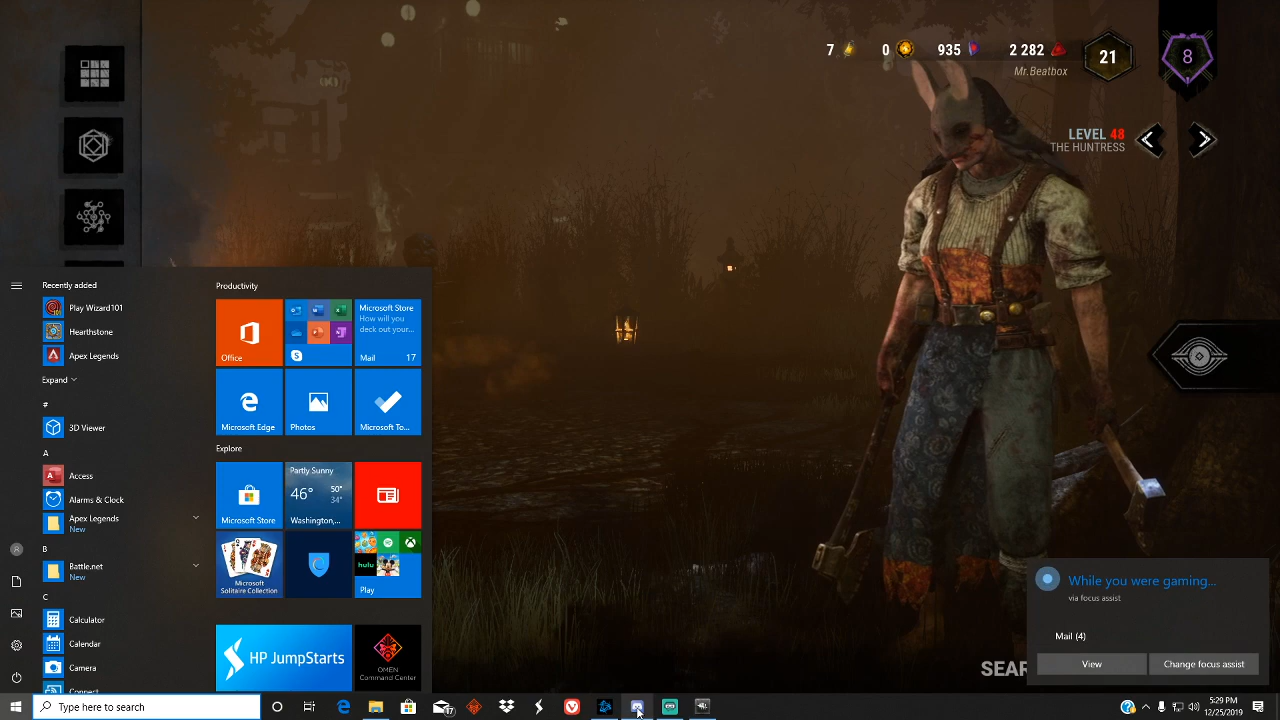 7 0 935 2 282
Mr.Beatbox
21
8
LEVEL 48
THE HUNTRESS
Recently added
Play Wizard101
Hearthstone
Apex Legends
Expand
#
3D Viewer
A
Access
Alarms & Clock
Apex Legends
New
B
Battle.net
New
C
Calculator
Calendar
Camera
Connect
Productivity
Office
Microsoft Store
How will you
deck out your...
Mail 17
Microsoft Edge
Photos
Microsoft To...
Explore
Microsoft Store
Partly Sunny
46° 50°
34°
Washington,...
Microsoft
Solitaire Collection
hulu
Play
HP JumpStarts
OMEN
Command Center
While you were gaming...
via focus assist
Mail (4)
View
Change focus assist
SEAR
Type here to search
17
5:29 PM
12/25/2019